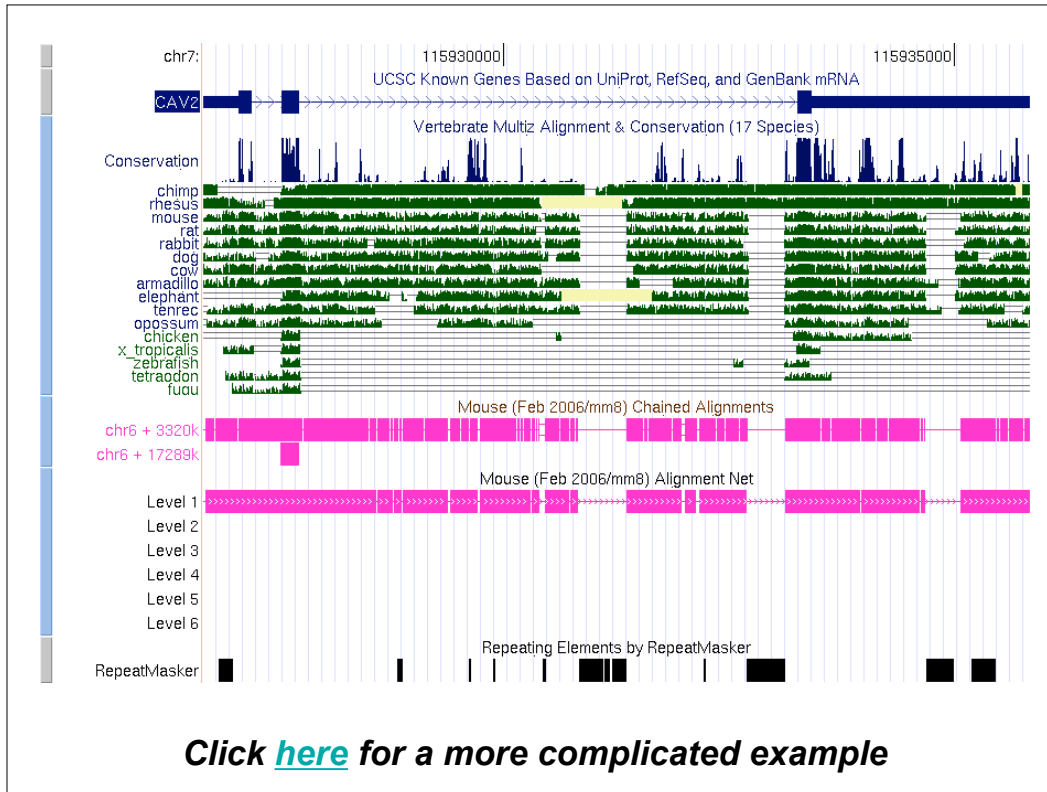 chr7: 115930000 115935000
UCSC Known Genes Based on UniProt, RefSeq, and GenBank mRNA
CAV2
Vertebrate Multiz Alignment & Conservation (17 Species)
Conservation
chimp
rhesus
mouse
rat
rabbit
dog
cow
armadillo
elephant
tenrec
opossum
chicken
x_tropicalis
zebrafish
tetraodon
fugu
Mouse (Feb 2006/mm8) Chained Alignments
chr6 + 3320k
chr6 + 17289k
Mouse (Feb 2006/mm8) Alignment Net
Level 1
Level 2
Level 3
Level 4
Level 5
Level 6
Repeating Elements by RepeatMasker
RepeatMasker
Click here for a more complicated example